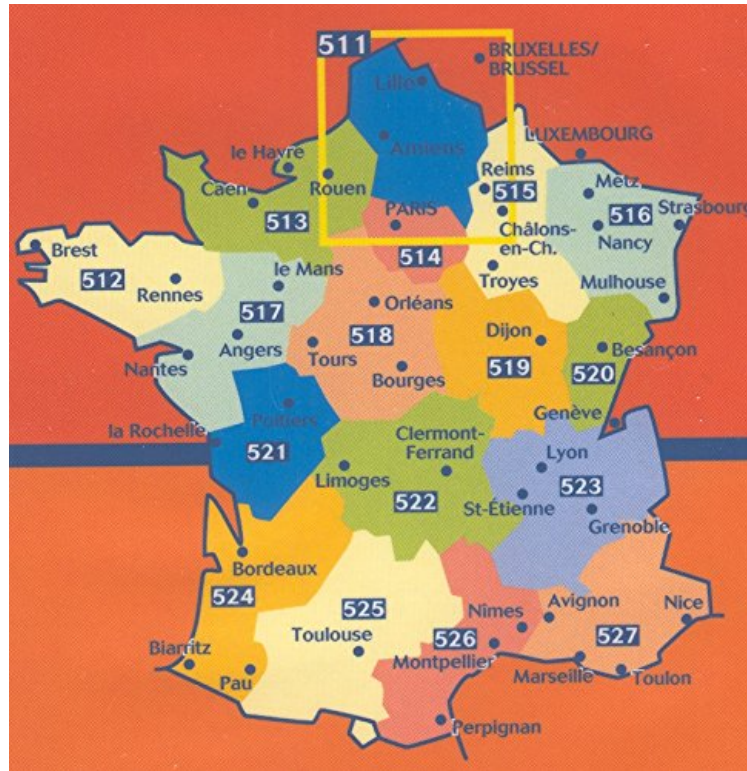 511
BRUXELLES/
BRUSSEL
Lille
Amiens
LUXEMBOURG
le Havre
Rouen
Caen
513
Reims
515
Metz
516
Strasbourg
PARIS
Châlons-
en-Ch.
Nancy
514
Brest
512
Rennes
le Mans
517
Troyes
Mulhouse
Orléans
518
Dijon
519
Besançon
520
Angers
Tours
Nantes
Bourges
Genève
Poitiers
la Rochelle
521
Clermont-
Ferrand
Limoges
522
Lyon
523
St-Étienne
Grenoble
Bordeaux
524
525
Toulouse
Nîmes
526
Avignon
Nice
527
Biarritz
Montpellier
Pau
Marseille
Toulon
Perpignan